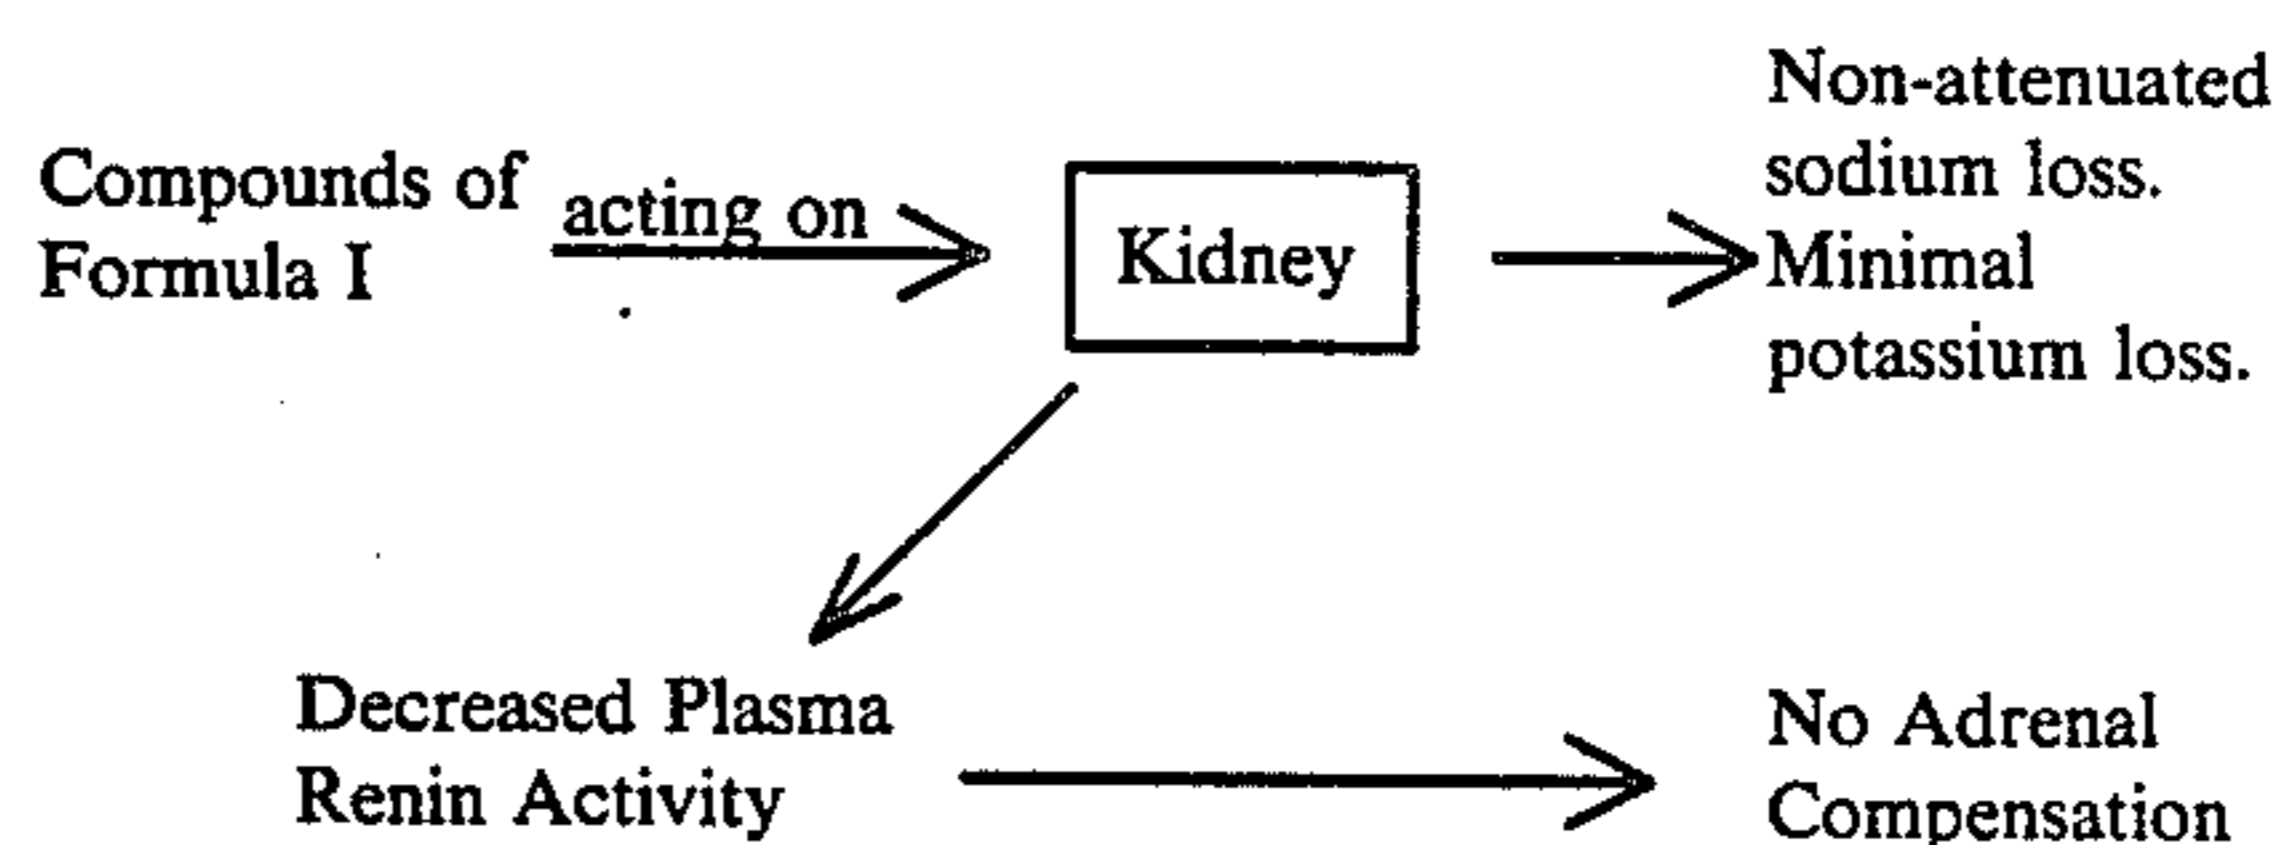 Compounds of
Formula I
acting on
Kidney
Non-attenuated
sodium loss.
Minimal
potassium loss.
Decreased Plasma
Renin Activity
No Adrenal
Compensation